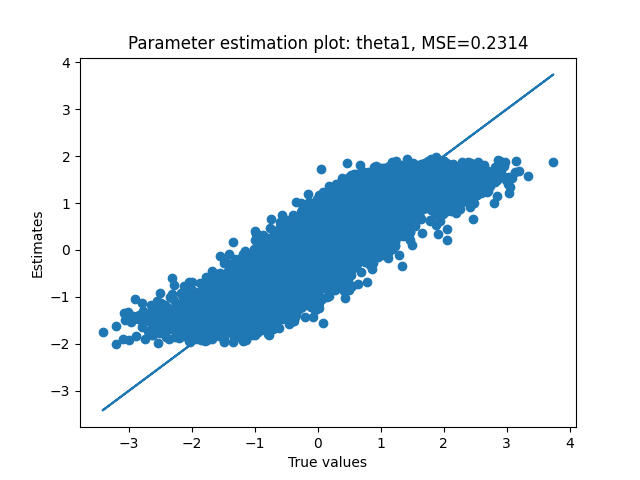 Parameter estimation plot: theta1, MSE=0.2314
4
3
2
1
0
−1
−2
−3
Estimates
−3 −2 −1 0 1 2 3 4
True values